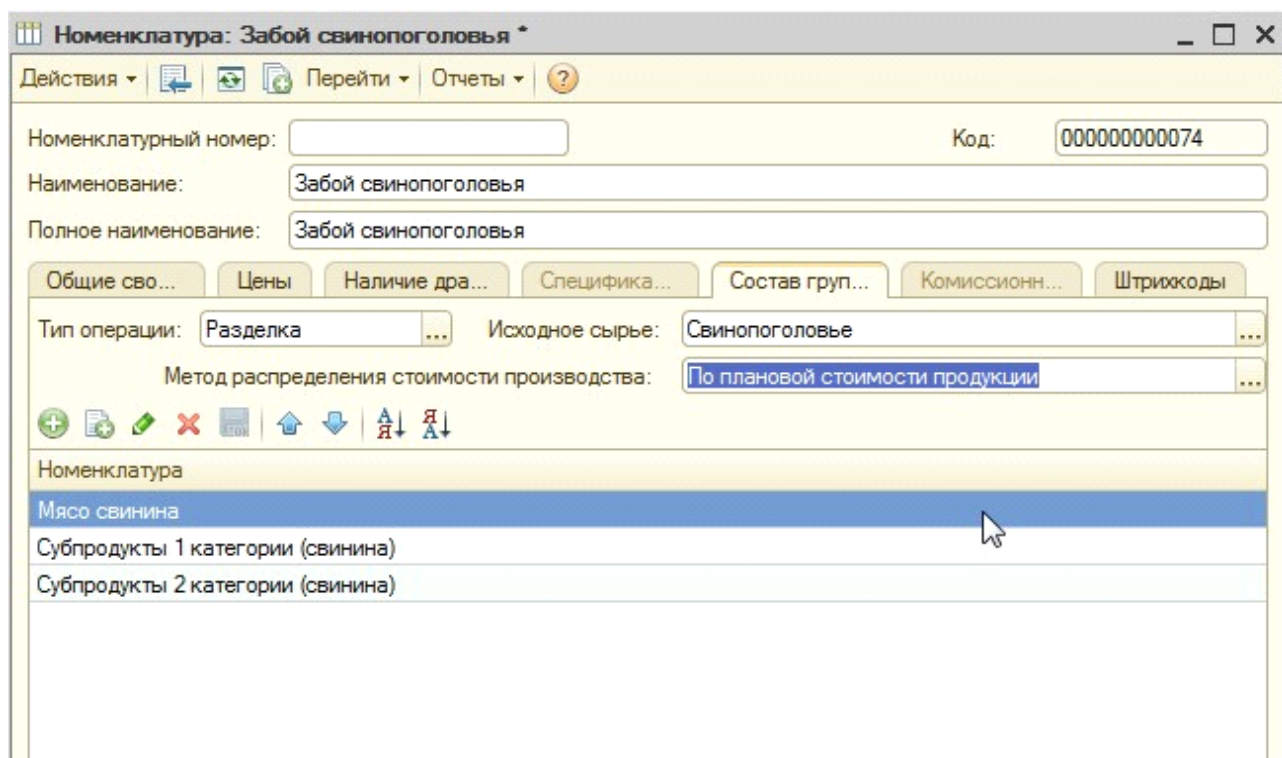 Номенклатура: Забой свинопоголовья *
Действия Перейти Отчеты ?
Номенклатурный номер: Код: 000000000074
Наименование: Забой свинопоголовья
Полное наименование: Забой свинопоголовья
Общие сво... Цены Наличие дра... Специфика... Состав груп... Комиссионн... Штрихкоды
Тип операции: Разделка ... Исходное сырье: Свинопоголовье ...
Метод распределения стоимости производства: По плановой стоимости продукции ...
Номенклатура
Мясо свинина
Субпродукты 1 категории (свинина)
Субпродукты 2 категории (свинина)